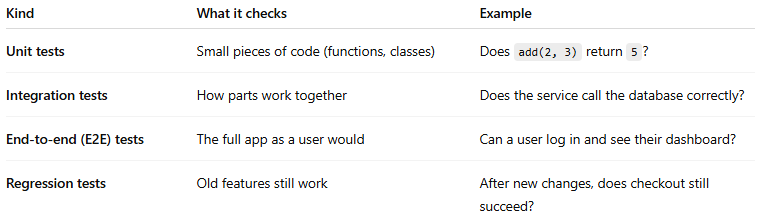 Kind What it checks Example
Unit tests Small pieces of code (functions, classes) Does add(2, 3) return 5?
Integration tests How parts work together Does the service call the database correctly?
End-to-end (E2E) tests The full app as a user would Can a user log in and see their dashboard?
Regression tests Old features still work After new changes, does checkout still
succeed?